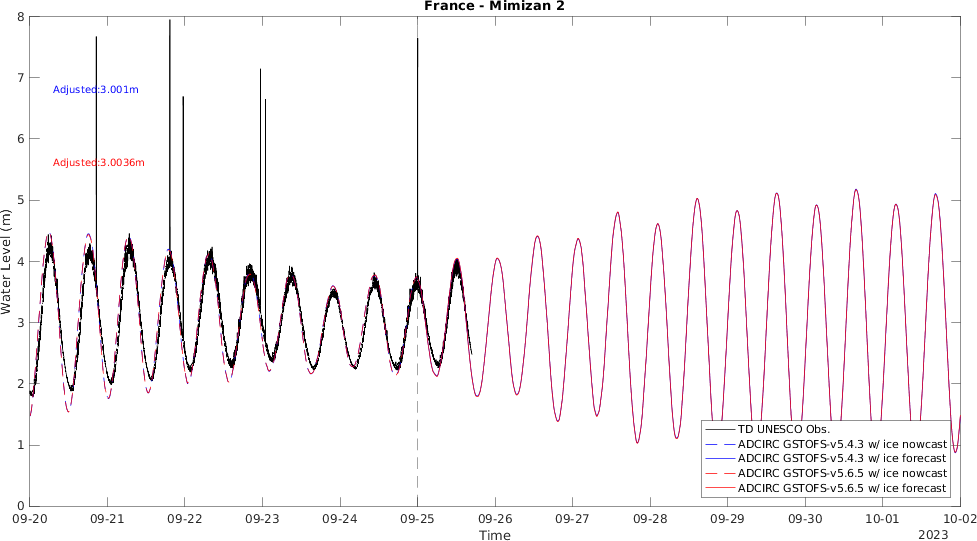 France - Mimizan 2
8
7
6
5
4
3
2
1
0
Water Level (m)
Adjusted:3.001m
Adjusted:3.0036m
TD UNESCO Obs.
ADCIRC GSTOFS-v5.4.3 w/ ice nowcast
ADCIRC GSTOFS-v5.4.3 w/ ice forecast
ADCIRC GSTOFS-v5.6.5 w/ ice nowcast
ADCIRC GSTOFS-v5.6.5 w/ ice forecast
09-20 09-21 09-22 09-23 09-24 09-25 09-26 09-27 09-28 09-29 09-30 10-01 10-02
Time
2023